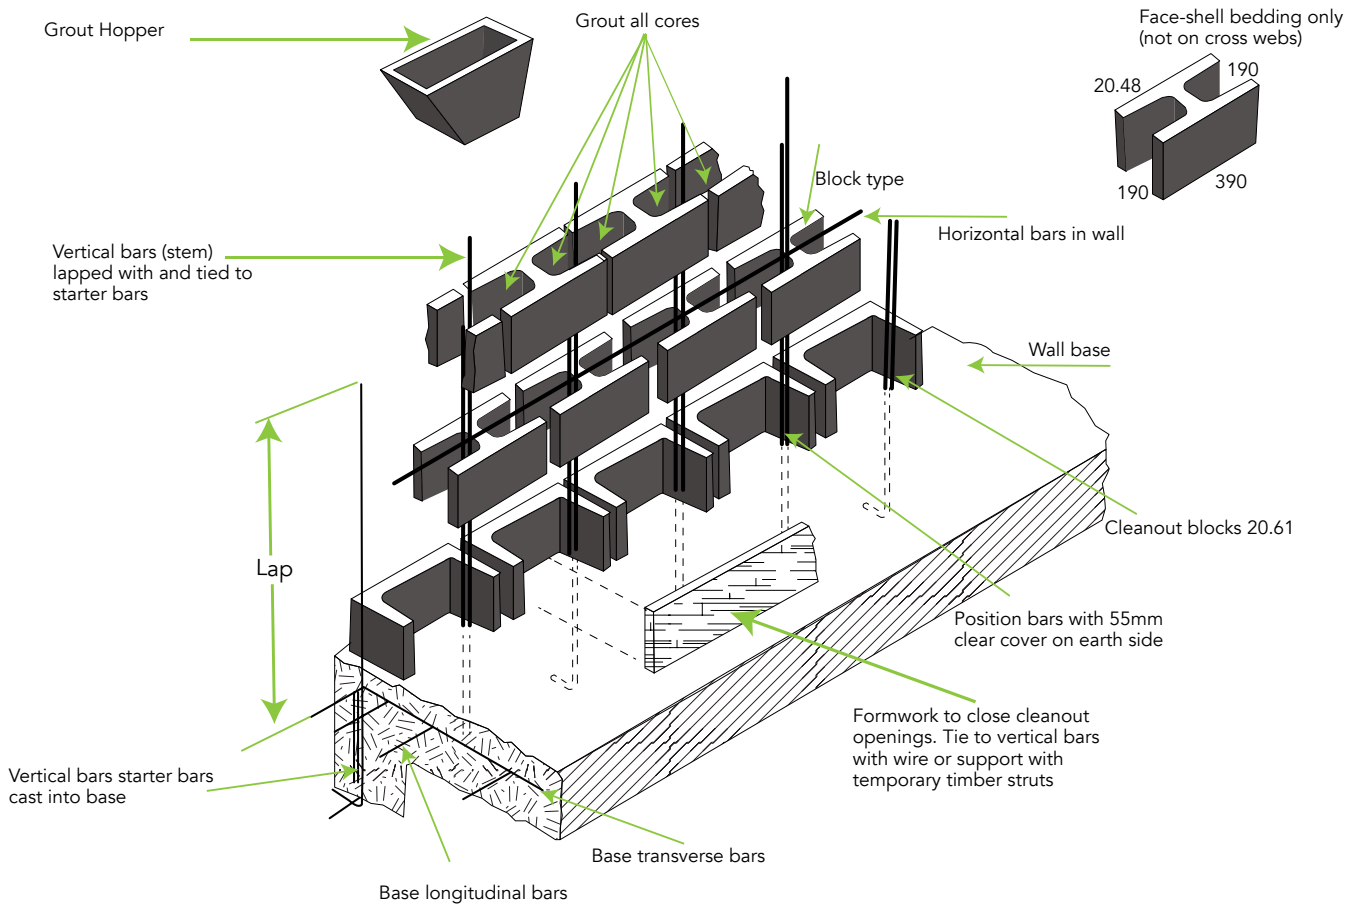 Grout Hopper
Grout all cores
Face-shell bedding only
(not on cross webs)
190
20.48
190
390
Block type
Horizontal bars in wall
Vertical bars (stem)
lapped with and tied to
starter bars
Wall base
Cleanout blocks 20.61
Lap
Position bars with 55mm
clear cover on earth side
Formwork to close cleanout
openings. Tie to vertical bars
with wire or support with
temporary timber struts
Vertical bars starter bars
cast into base
Base transverse bars
Base longitudinal bars